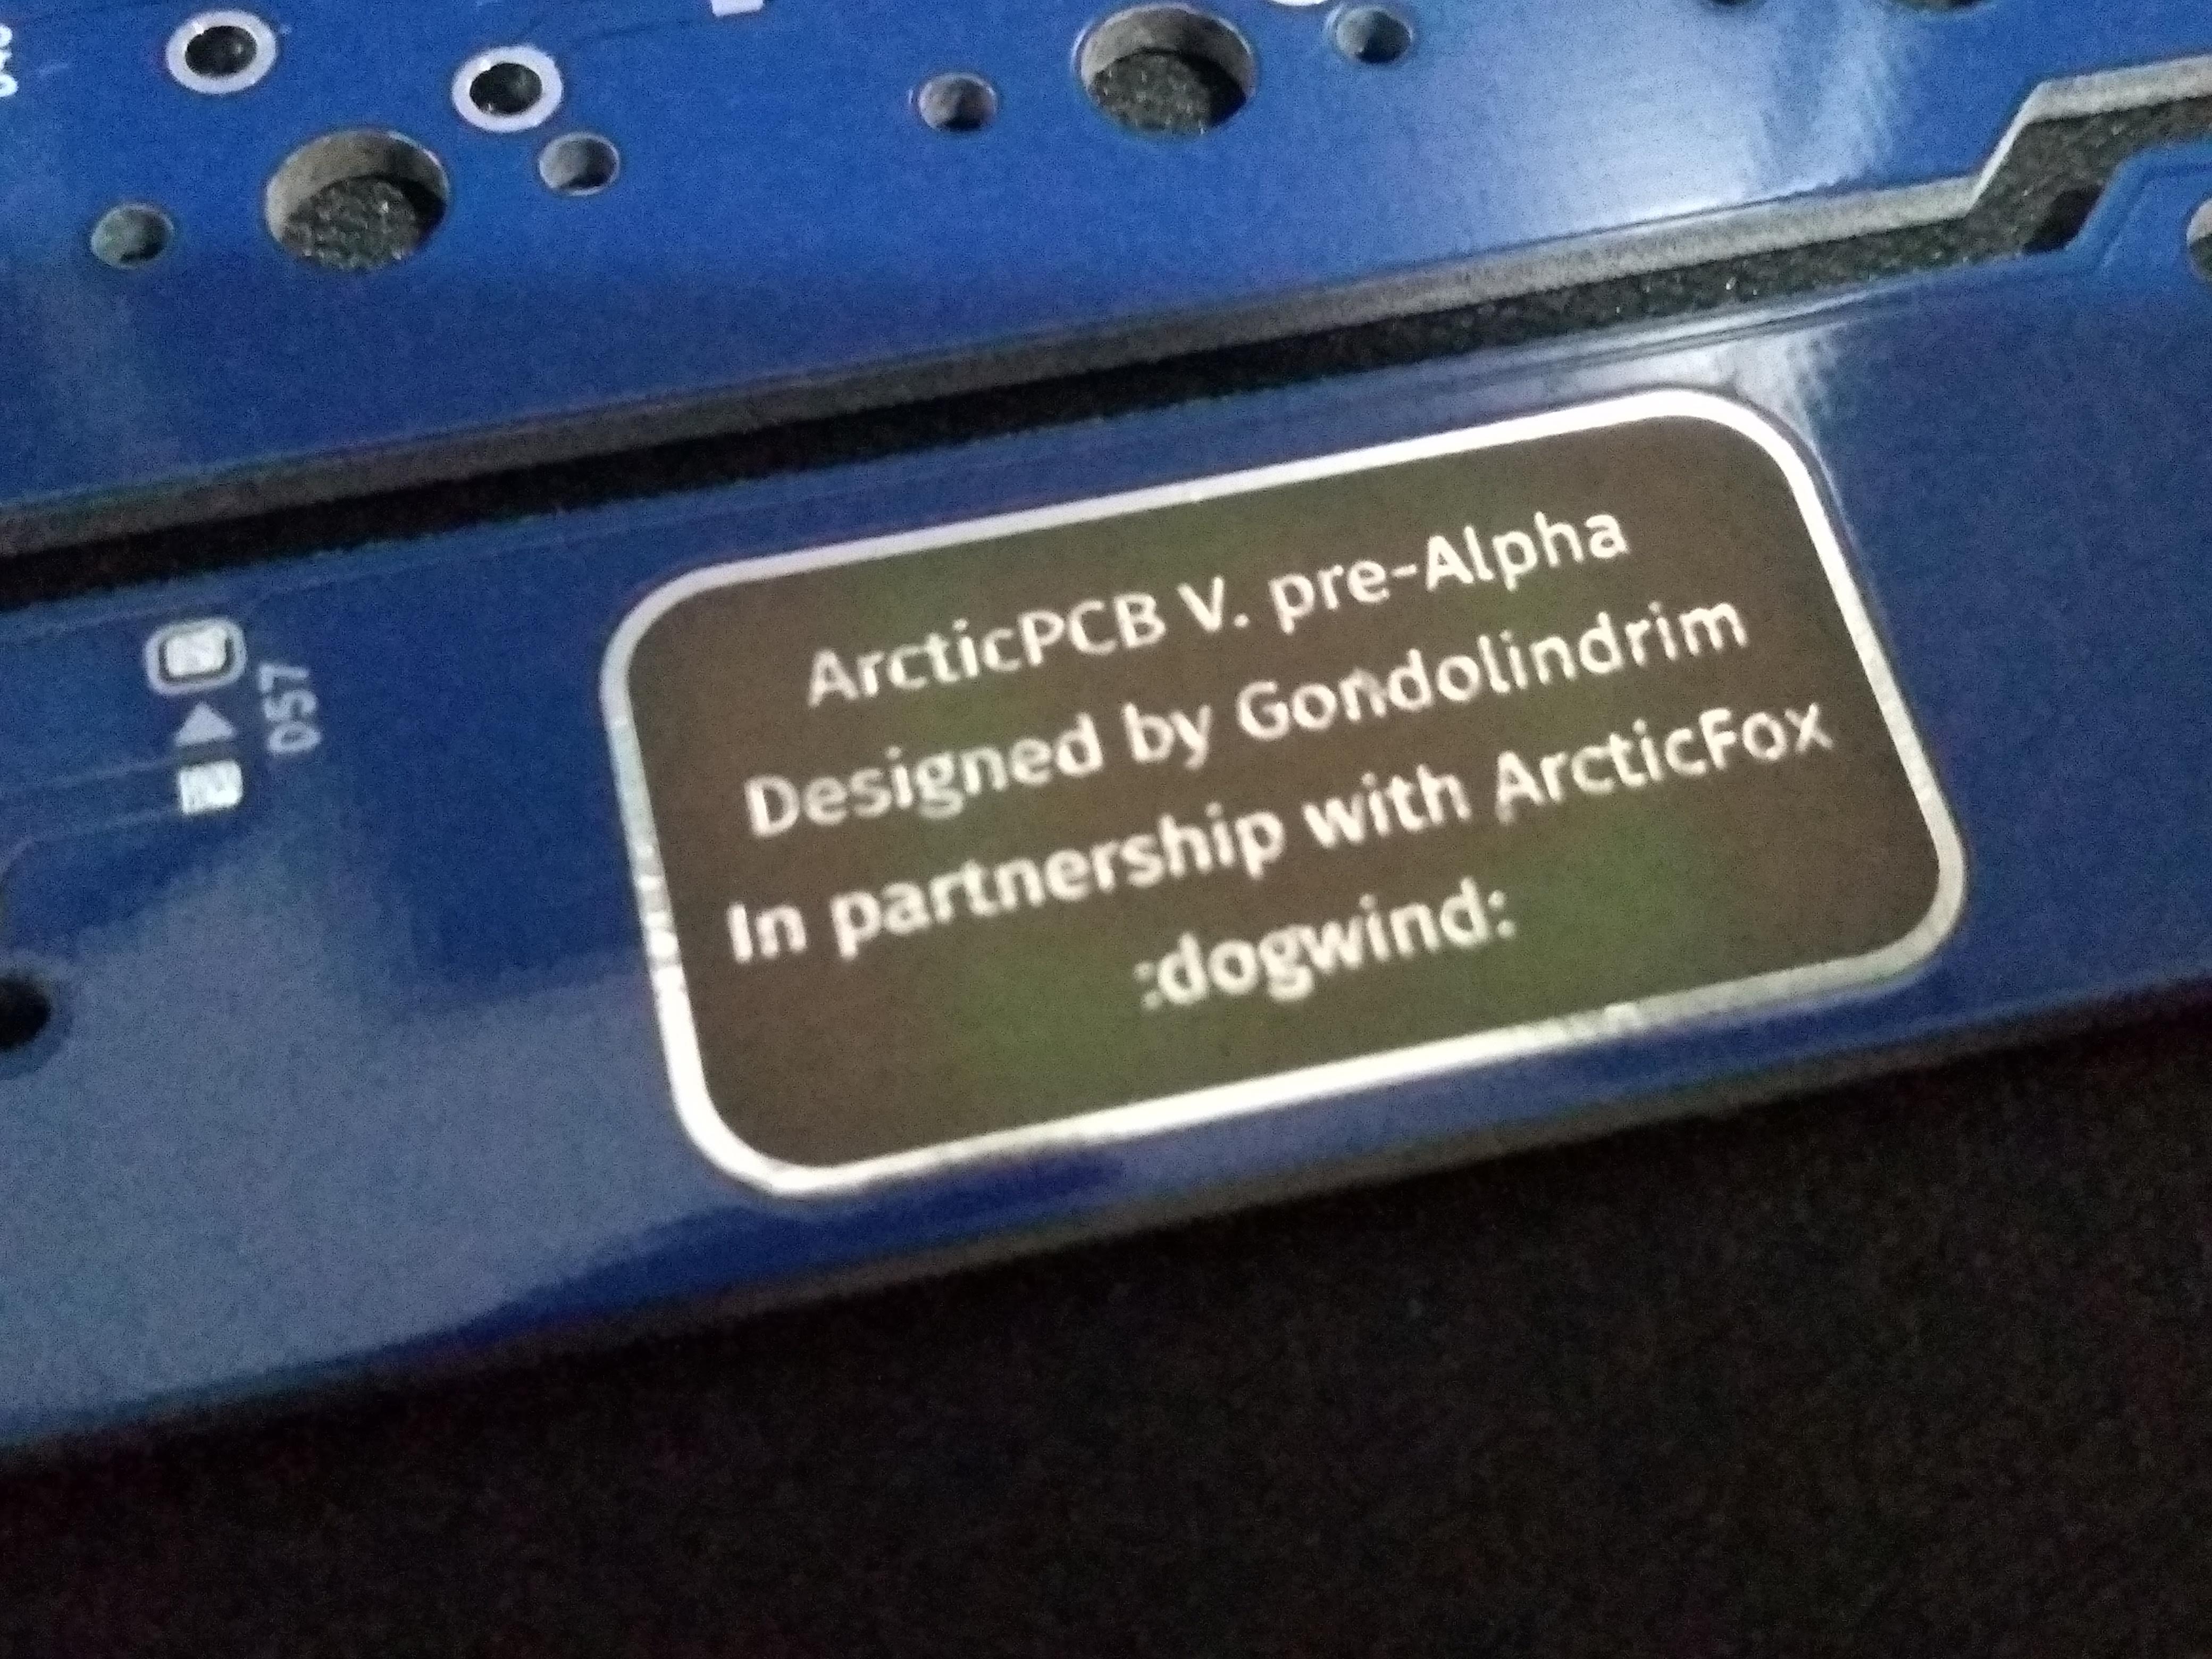 ArcticPCB V. pre-Alpha
Designed by Gondolindrim
In partnership with ArcticFox
:dogwind:
D57